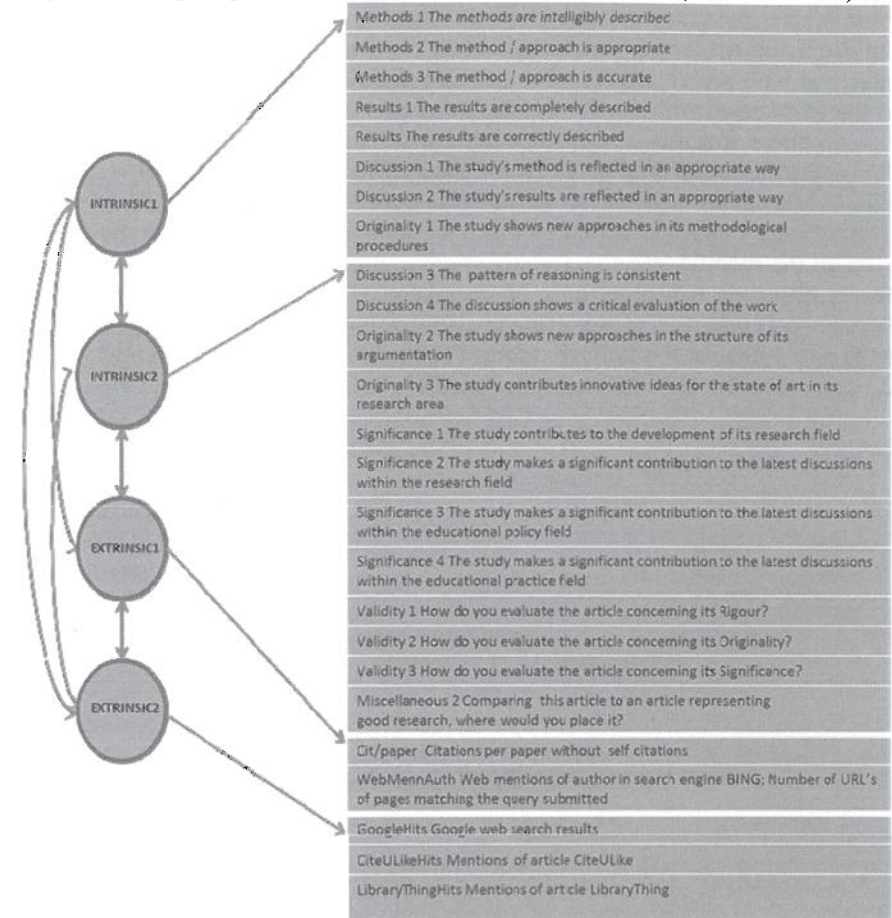 Methods 1 The methods are intelligibly described
Methods 2 The method / approach is appropriate
Methods 3 The method / approach is accurate
Results 1 The results are completely described
Results The results are correctly described
Discussion 1 The study's method is reflected in an appropriate way
Discussion 2 The study's results are reflected in an appropriate way
Originality 1 The study shows new approaches in its methodological
procedures
INTRINSIC1
Discussion 3 The pattern of reasoning is consistent
Discussion 4 The discussion shows a critical evaluation of the work
Originality 2 The study shows new approaches in the structure of its
argumentation
Originality 3 The study contributes innovative ideas for the state of art in its
research area
Significance 1 The study contributes to the development of its research field
Significance 2 The study makes a significant contribution to the latest discussions
within the research field
Significance 3 The study makes a significant contribution to the latest discussions
within the educational policy field
Significance 4 The study makes a significant contribution to the latest discussions
within the educational practice field
Validity 1 How do you evaluate the article concerning its Rigour?
Validity 2 How do you evaluate the article concerning its Originality?
Validity 3 How do you evaluate the article concerning its Significance?
Miscellaneous 2 Comparing this article to an article representing
good research, where would you place it?
INTRINSIC2
Cit/paper Citations per paper without self citations
WebMennAuth Web mentions of author in search engine BING; Number of URL's
of pages matching the query submitted
EXTRINSIC1
GoogleHits Google web search results
CiteULikeHits Mentions of article CiteULike
LibraryThingHits Mentions of article LibraryThing
EXTRINSIC2